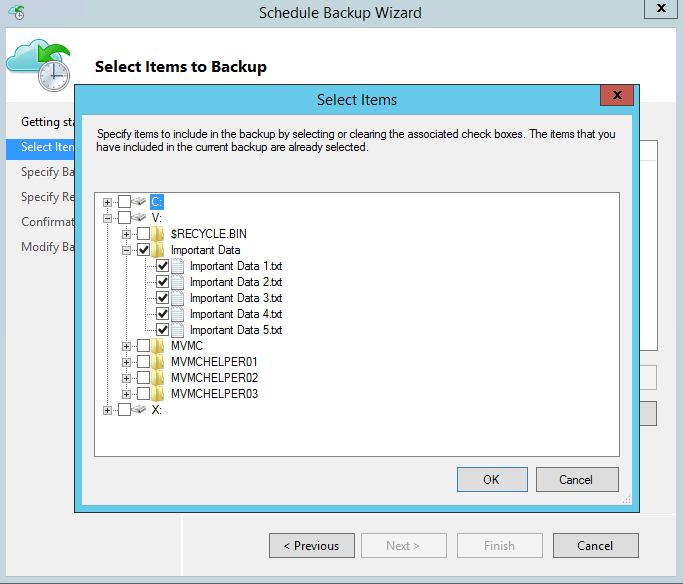 Schedule Backup Wizard
Select Items to Backup
Getting sta
Select Iten
Specify Ba
Specify Re
Confirmat
Modify Ba
Select Items
Specify items to include in the backup by selecting or clearing the associated check boxes. The items that you
have included in the current backup are already selected.
C:
V:
$RECYCLE.BIN
Important Data
Important Data 1.txt
Important Data 2.txt
Important Data 3.txt
Important Data 4.txt
Important Data 5.txt
MVMC
MVMCHELPER01
MVMCHELPER02
MVMCHELPER03
X:
OK
Cancel
< Previous
Next >
Finish
Cancel